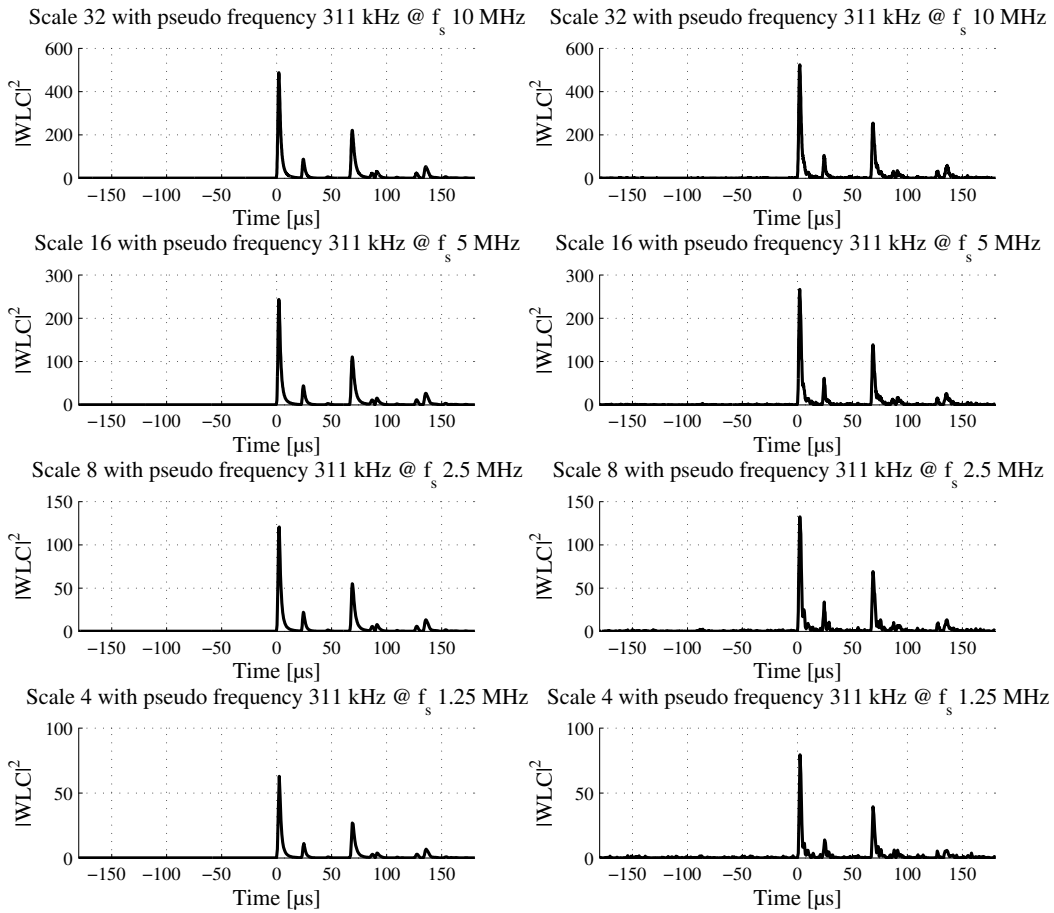 Scale 32 with pseudo frequency 311 kHz @ f_s 10 MHz
600
400
200
0
|WLC|²
−150 −100 −50 0 50 100 150
Time [µs]
Scale 32 with pseudo frequency 311 kHz @ f_s 10 MHz
600
400
200
0
|WLC|²
−150 −100 −50 0 50 100 150
Time [µs]
Scale 16 with pseudo frequency 311 kHz @ f_s 5 MHz
300
200
100
0
|WLC|²
−150 −100 −50 0 50 100 150
Time [µs]
Scale 16 with pseudo frequency 311 kHz @ f_s 5 MHz
300
200
100
0
|WLC|²
−150 −100 −50 0 50 100 150
Time [µs]
Scale 8 with pseudo frequency 311 kHz @ f_s 2.5 MHz
150
100
50
0
|WLC|²
−150 −100 −50 0 50 100 150
Time [µs]
Scale 8 with pseudo frequency 311 kHz @ f_s 2.5 MHz
150
100
50
0
|WLC|²
−150 −100 −50 0 50 100 150
Time [µs]
Scale 4 with pseudo frequency 311 kHz @ f_s 1.25 MHz
100
50
0
|WLC|²
−150 −100 −50 0 50 100 150
Time [µs]
Scale 4 with pseudo frequency 311 kHz @ f_s 1.25 MHz
100
50
0
|WLC|²
−150 −100 −50 0 50 100 150
Time [µs]